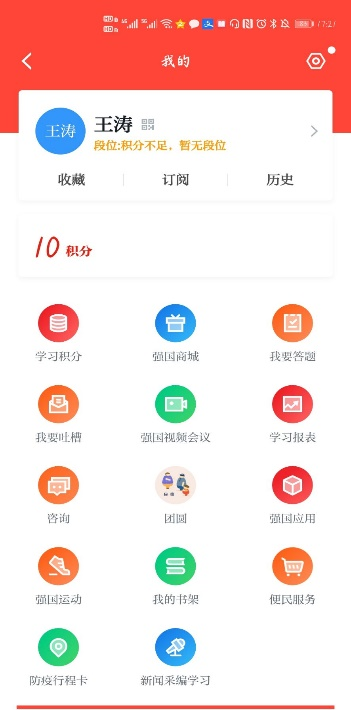 我的
王涛
王涛
段位:积分不足，暂无段位
收藏 订阅 历史
10 积分
学习积分 强国商城 我要答题
我要吐槽 强国视频会议 学习报表
咨询 团圆 强国应用
强国运动 我的书架 便民服务
防疫行程卡 新闻采编学习